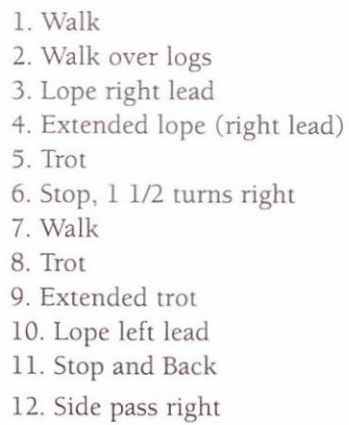 1. Walk
2. Walk over logs
3. Lope right lead
4. Extended lope (right lead)
5. Trot
6. Stop, 1 1/2 turns right
7. Walk
8. Trot
9. Extended trot
10. Lope left lead
11. Stop and Back
12. Side pass right